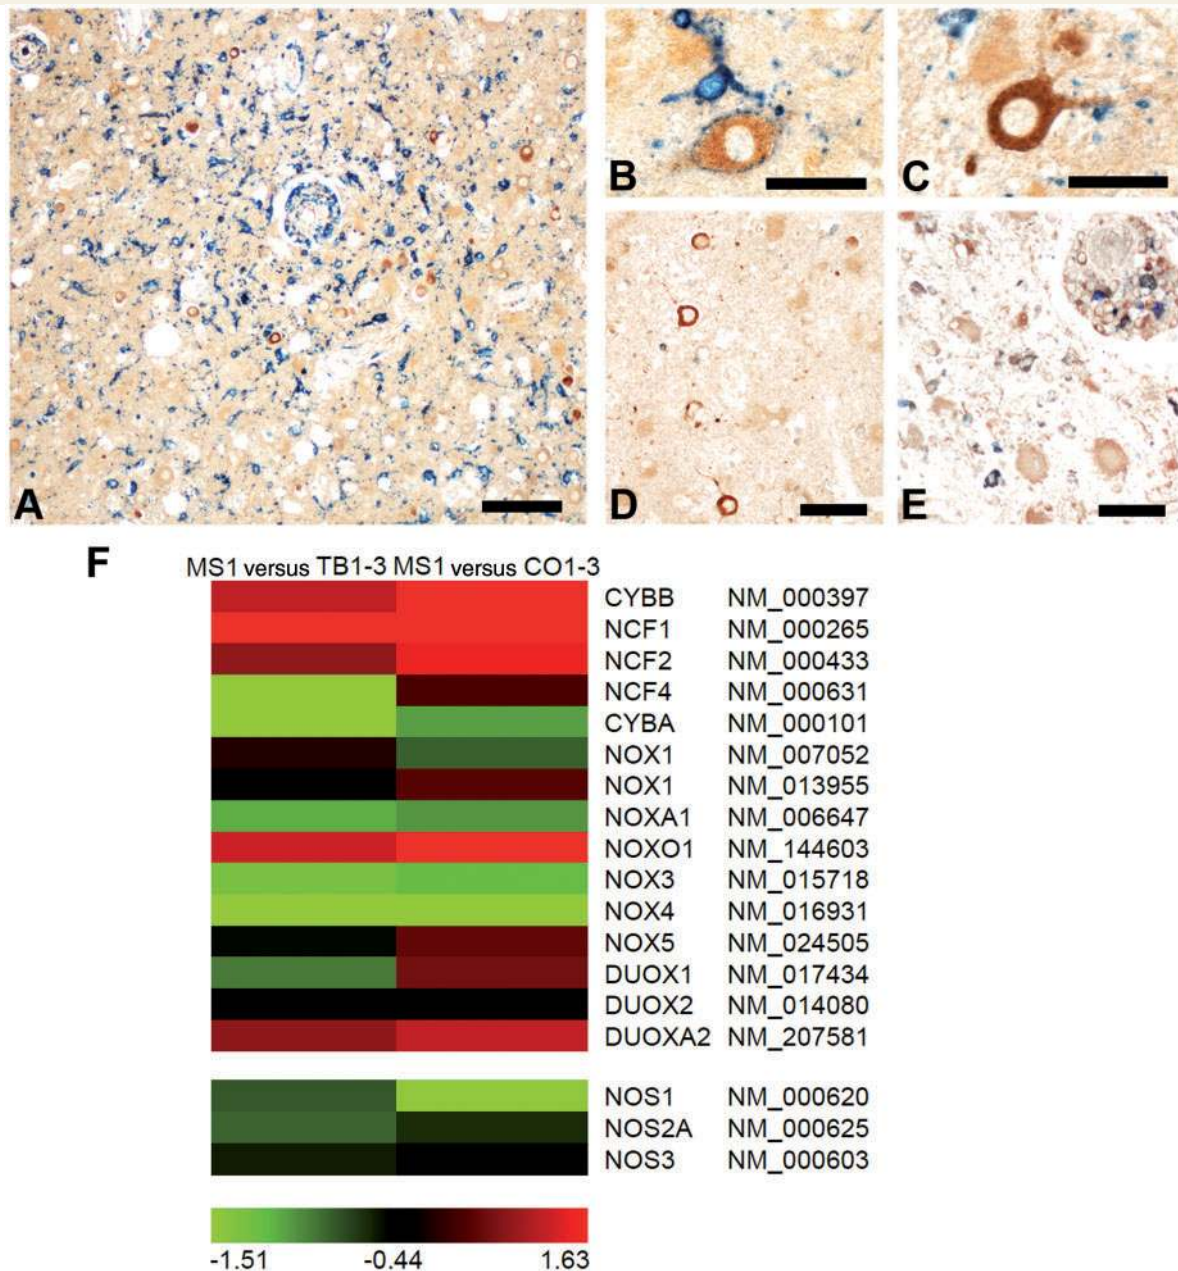 A
B
C
D
E
F
MS1 versus TB1-3 MS1 versus CO1-3
CYBB NM_000397
NCF1 NM_000265
NCF2 NM_000433
NCF4 NM_000631
CYBA NM_000101
NOX1 NM_007052
NOX1 NM_013955
NOXA1 NM_006647
NOXO1 NM_144603
NOX3 NM_015718
NOX4 NM_016931
NOX5 NM_024505
DUOX1 NM_017434
DUOX2 NM_014080
DUOXA2 NM_207581
NOS1 NM_000620
NOS2A NM_000625
NOS3 NM_000603
-1.51 -0.44 1.63